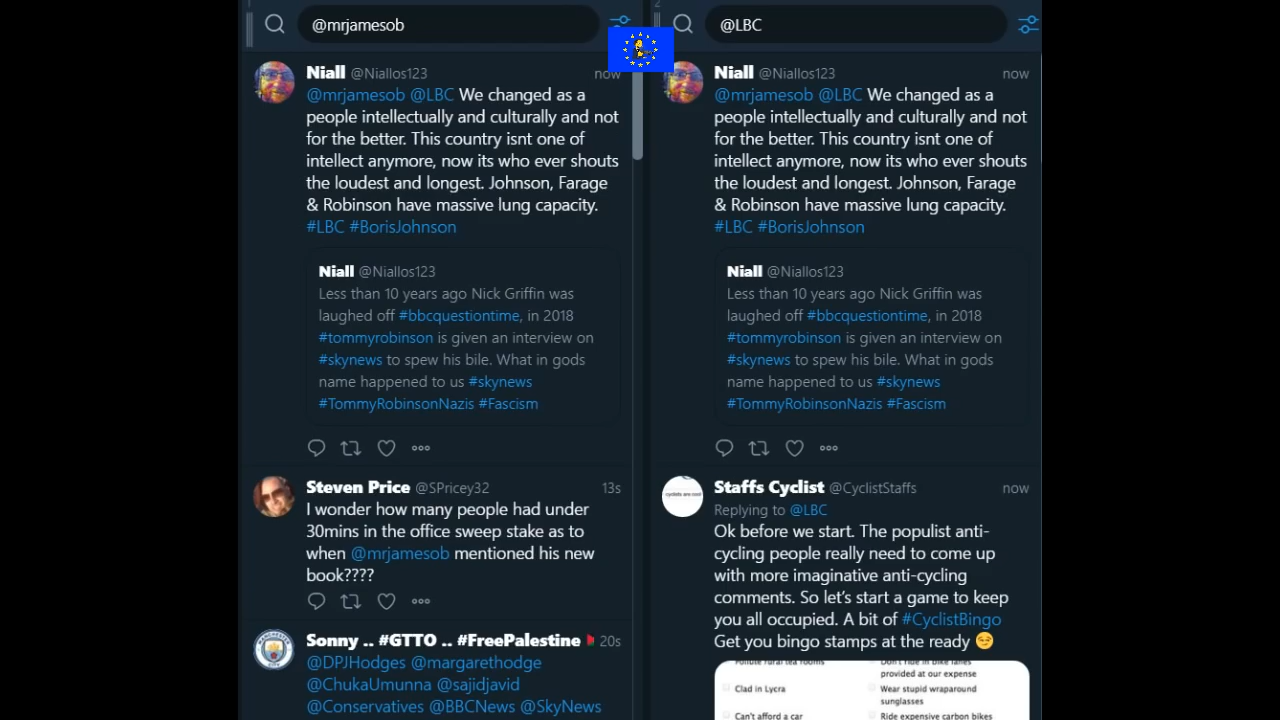 @mrjamesob
Niall @Niallos123 now
@mrjamesob @LBC We changed as a
people intellectually and culturally and not
for the better. This country isnt one of
intellect anymore, now its who ever shouts
the loudest and longest. Johnson, Farage
& Robinson have massive lung capacity.
#LBC #BorisJohnson
Niall @Niallos123
Less than 10 years ago Nick Griffin was
laughed off #bbcquestiontime, in 2018
#tommyrobinson is given an interview on
#skynews to spew his bile. What in gods
name happened to us #skynews
#TommyRobinsonNazis #Fascism
Steven Price @SPricey32 13s
I wonder how many people had under
30mins in the office sweep stake as to
when @mrjamesob mentioned his new
book????
Sonny .. #GTTO .. #FreePalestine 20s
@DPJHodges @margarethodge
@ChukaUmunna @sajidjavid
@Conservatives @BBCNews @SkyNews
2
@LBC
Niall @Niallos123 now
@mrjamesob @LBC We changed as a
people intellectually and culturally and not
for the better. This country isnt one of
intellect anymore, now its who ever shouts
the loudest and longest. Johnson, Farage
& Robinson have massive lung capacity.
#LBC #BorisJohnson
Niall @Niallos123
Less than 10 years ago Nick Griffin was
laughed off #bbcquestiontime, in 2018
#tommyrobinson is given an interview on
#skynews to spew his bile. What in gods
name happened to us #skynews
#TommyRobinsonNazis #Fascism
Staffs Cyclist @CyclistStaffs now
Replying to @LBC
Ok before we start. The populist anti-
cycling people really need to come up
with more imaginative anti-cycling
comments. So let's start a game to keep
you all occupied. A bit of #CyclistBingo
Get you bingo stamps at the ready 😏
Pollute rural tea rooms
Clad in Lycra
Can't afford a car
Don't ride in bike lanes
provided at our expense
Wear stupid wraparound
sunglasses
Ride expensive carbon bikes